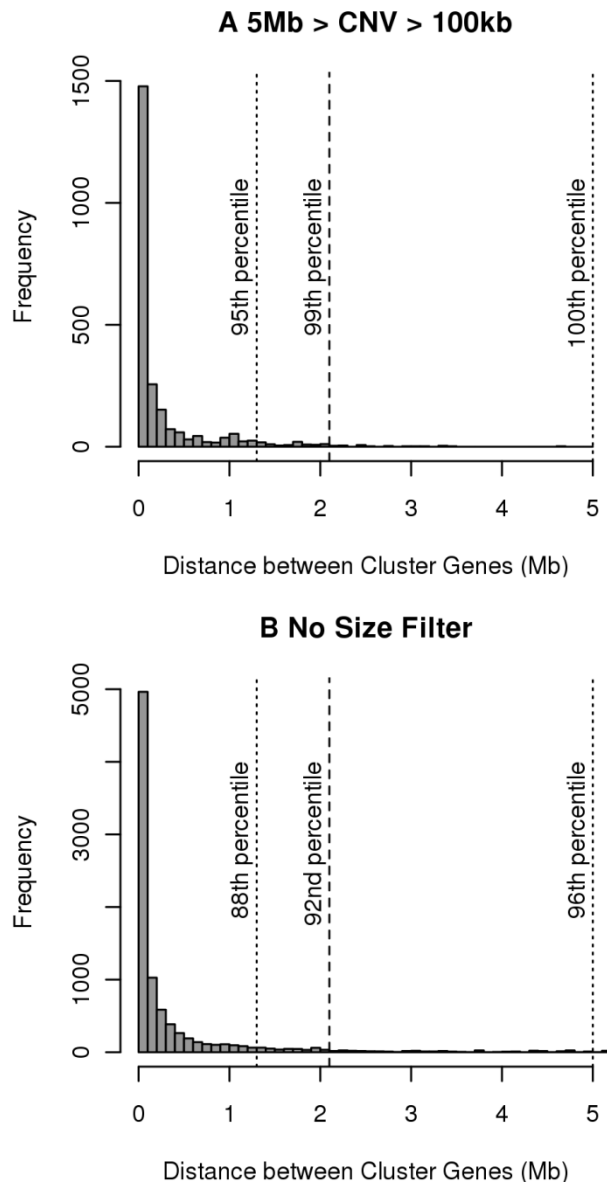 A 5Mb > CNV > 100kb
Frequency
1500
1000
500
0
95th percentile
99th percentile
100th percentile
0 1 2 3 4 5
Distance between Cluster Genes (Mb)
B No Size Filter
Frequency
5000
3000
1000
0
88th percentile
92nd percentile
96th percentile
0 1 2 3 4 5
Distance between Cluster Genes (Mb)